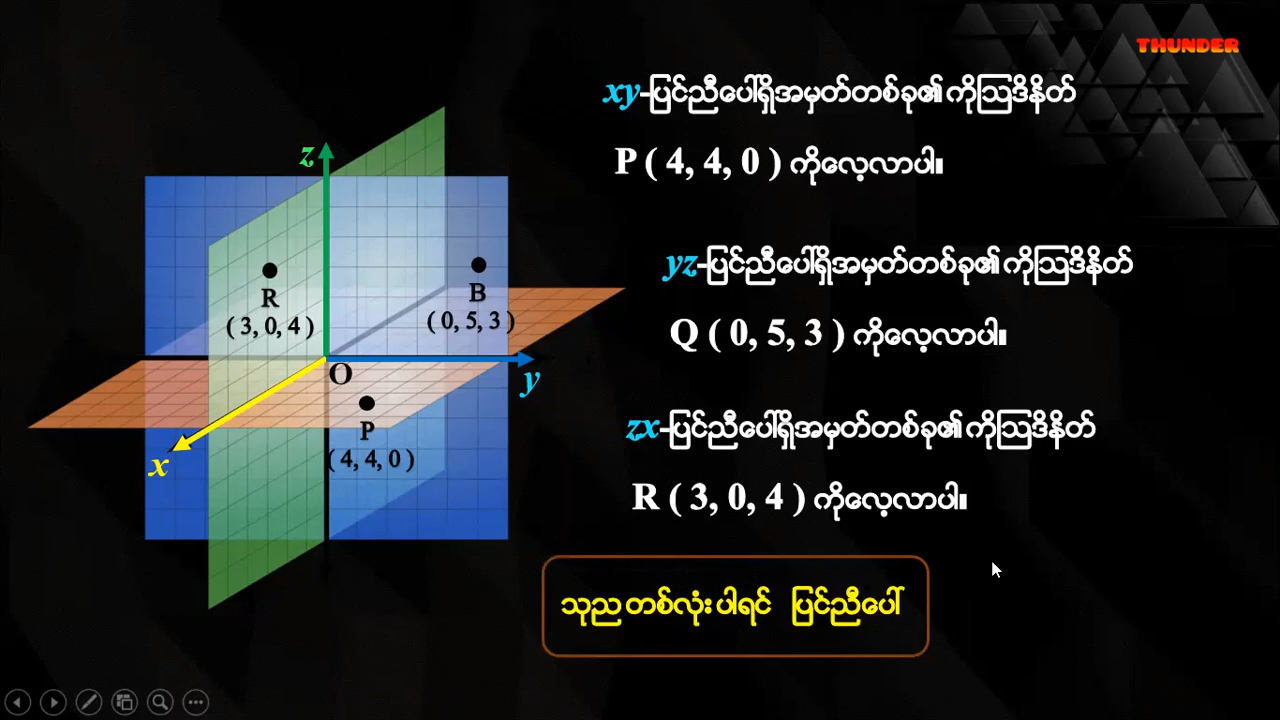 THUNDER
xy-ပြင်ညီပေါ်ရှိအမှတ်တစ်ခု၏ ကိုဩဒိနိတ်
P ( 4, 4, 0 ) ကိုလေ့လာပါ။
yz-ပြင်ညီပေါ်ရှိအမှတ်တစ်ခု၏ ကိုဩဒိနိတ်
Q ( 0, 5, 3 ) ကိုလေ့လာပါ။
zx-ပြင်ညီပေါ်ရှိအမှတ်တစ်ခု၏ ကိုဩဒိနိတ်
R ( 3, 0, 4 ) ကိုလေ့လာပါ။
သုည တစ်လုံး ပါရင် ပြင်ညီပေါ်
z
R
( 3, 0, 4 )
B
( 0, 5, 3 )
O
y
P
( 4, 4, 0 )
x